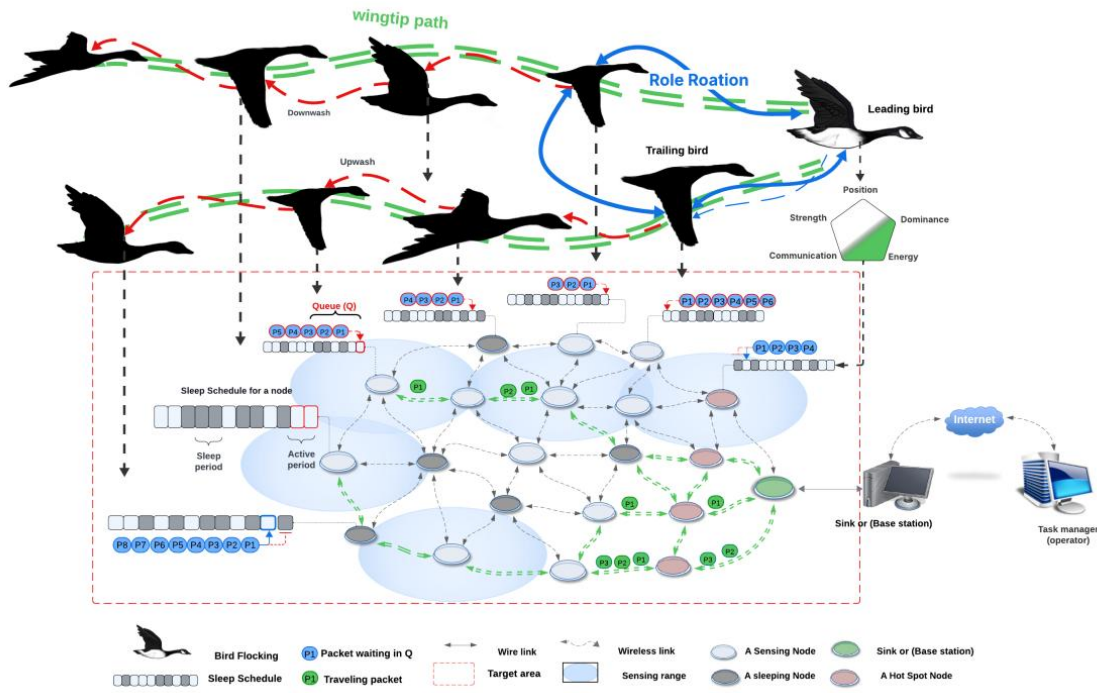 wingtip path
Role Roation
Leading bird
Downwash
Trailing bird
Upwash
Position
Strength
Dominance
Communication
Energy
P3 P2 P1
P4 P3 P2 P1
P1 P2 P3 P4 P5 P6
Queue (Q)
P5 P4 P3 P2 P1
P1 P2 P3 P4
P1
P2 P1
Sleep Schedule for a node
Internet
Sleep
period
Active
period
P1
P1
Sink or (Base station)
Task manager
(operator)
P8 P7 P6 P5 P4 P3 P2 P1
P3 P2 P1
P3 P2
Bird Flocking
P1 Packet waiting in Q
Wire link
Wireless link
A Sensing Node
Sink or (Base station)
Sleep Schedule
P1 Traveling packet
Target area
Sensing range
A sleeping Node
A Hot Spot Node